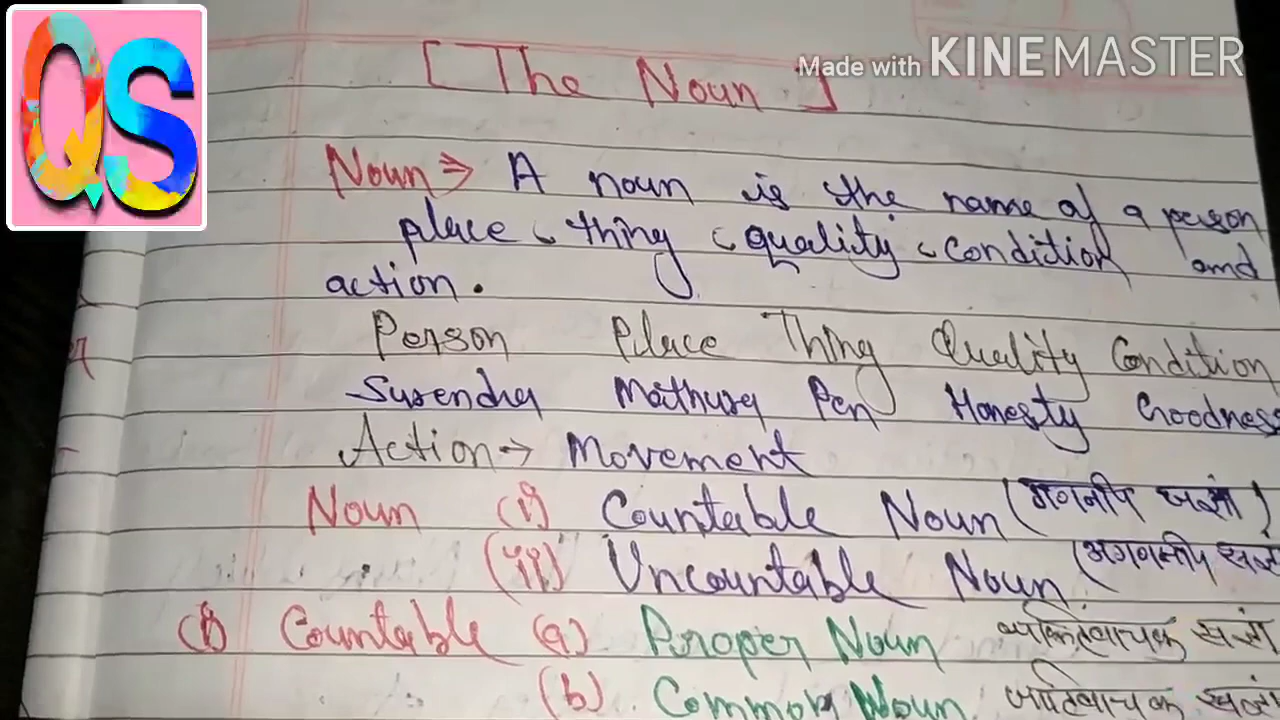 QS
Made with KINEMASTER
[ The Noun ]
Noun ⇒ A noun is the name of a person
place , thing , quality , condition and
action .
Person Place Thing Quality Condition
Surendra Mathura Pen Honesty Goodness
Action → Movement
Noun (i) Countable Noun
(ii) Uncountable Noun
(i) Countable (a) Proper Noun व्यक्तिवाचक
(b) Common Noun जातिवाचक